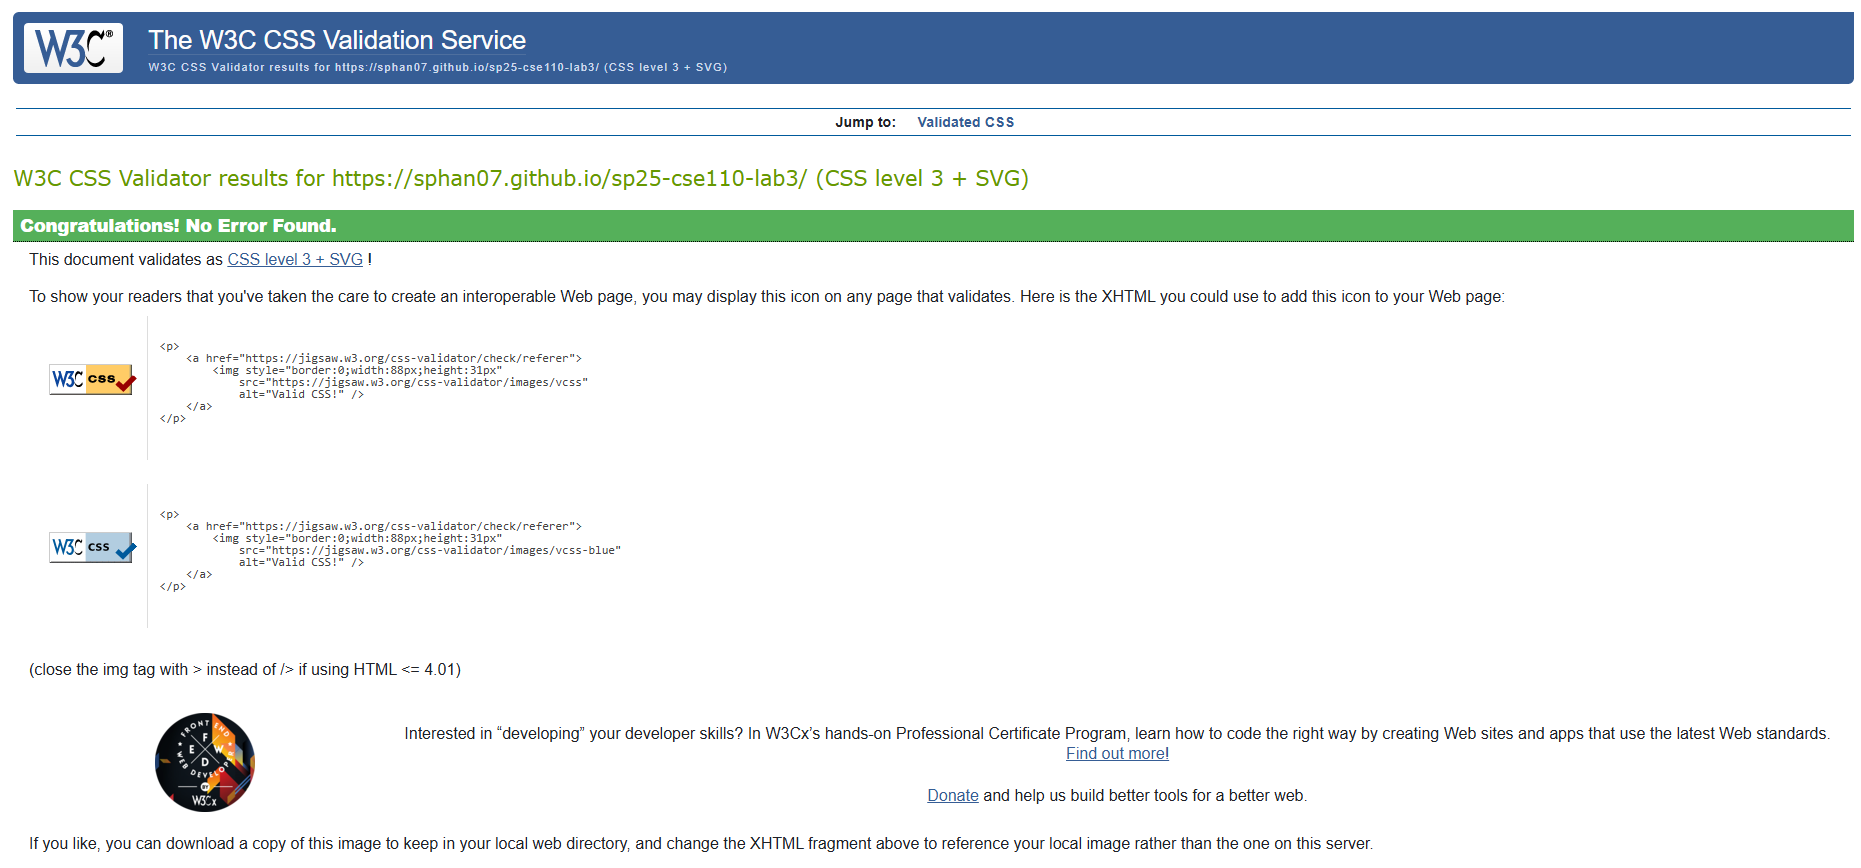 W3C®
The W3C CSS Validation Service
W3C CSS Validator results for https://sphan07.github.io/sp25-cse110-lab3/ (CSS level 3 + SVG)
Jump to: Validated CSS
W3C CSS Validator results for https://sphan07.github.io/sp25-cse110-lab3/ (CSS level 3 + SVG)
Congratulations! No Error Found.
This document validates as CSS level 3 + SVG !
To show your readers that you've taken the care to create an interoperable Web page, you may display this icon on any page that validates. Here is the XHTML you could use to add this icon to your Web page:
W3C css
<p>
<a href="https://jigsaw.w3.org/css-validator/check/referer">
<img style="border:0;width:88px;height:31px"
src="https://jigsaw.w3.org/css-validator/images/vcss"
alt="Valid CSS!" />
</a>
</p>
W3C css
<p>
<a href="https://jigsaw.w3.org/css-validator/check/referer">
<img style="border:0;width:88px;height:31px"
src="https://jigsaw.w3.org/css-validator/images/vcss-blue"
alt="Valid CSS!" />
</a>
</p>
(close the img tag with > instead of /> if using HTML <= 4.01)
FRONT END
F
E W
D
WEB DEVELOPER
BY
W3Cx
Interested in “developing” your developer skills? In W3Cx’s hands-on Professional Certificate Program, learn how to code the right way by creating Web sites and apps that use the latest Web standards.
Find out more!
Donate and help us build better tools for a better web.
If you like, you can download a copy of this image to keep in your local web directory, and change the XHTML fragment above to reference your local image rather than the one on this server.